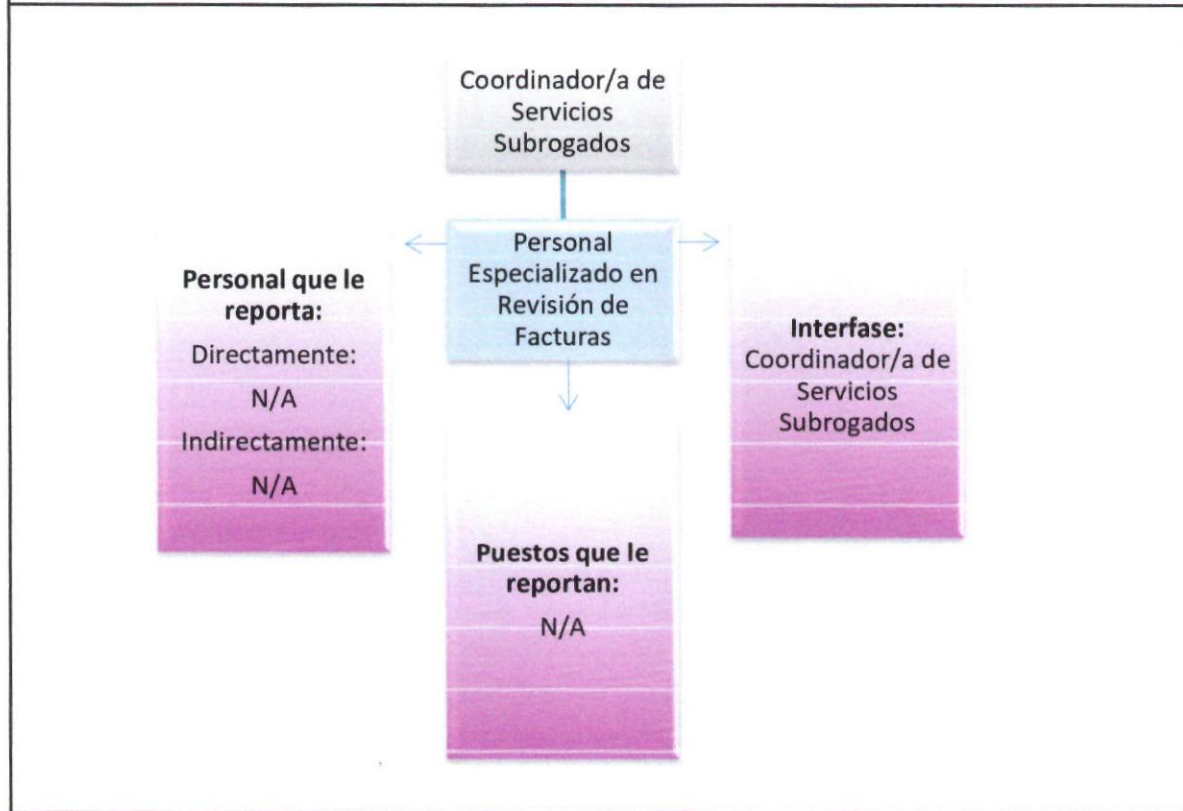 Coordinador/a de
Servicios
Subrogados
Personal
Especializado en
Revisión de
Facturas
Personal que le
reporta:
Directamente:
N/A
Indirectamente:
N/A
Interfase:
Coordinador/a de
Servicios
Subrogados
Puestos que le
reportan:
N/A